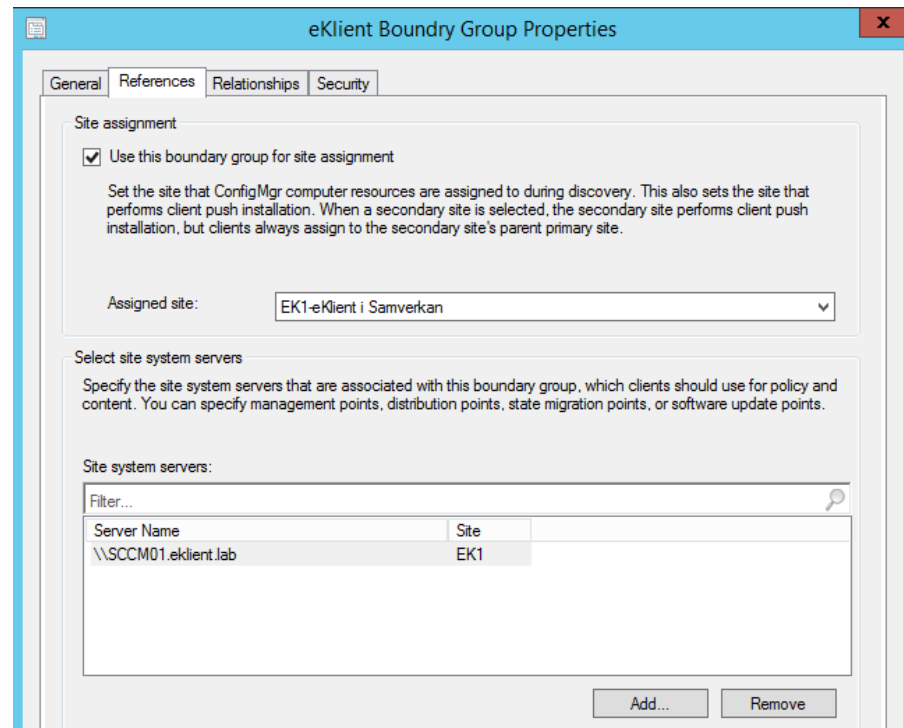 eKlient Boundry Group Properties
x
General References Relationships Security
Site assignment
Use this boundary group for site assignment
Set the site that ConfigMgr computer resources are assigned to during discovery. This also sets the site that
performs client push installation. When a secondary site is selected, the secondary site performs client push
installation, but clients always assign to the secondary site's parent primary site.
Assigned site: EK1-eKlient i Samverkan
Select site system servers
Specify the site system servers that are associated with this boundary group, which clients should use for policy and
content. You can specify management points, distribution points, state migration points, or software update points.
Site system servers:
Filter...
Server Name Site
\\SCCM01.eklient.lab EK1
Add... Remove